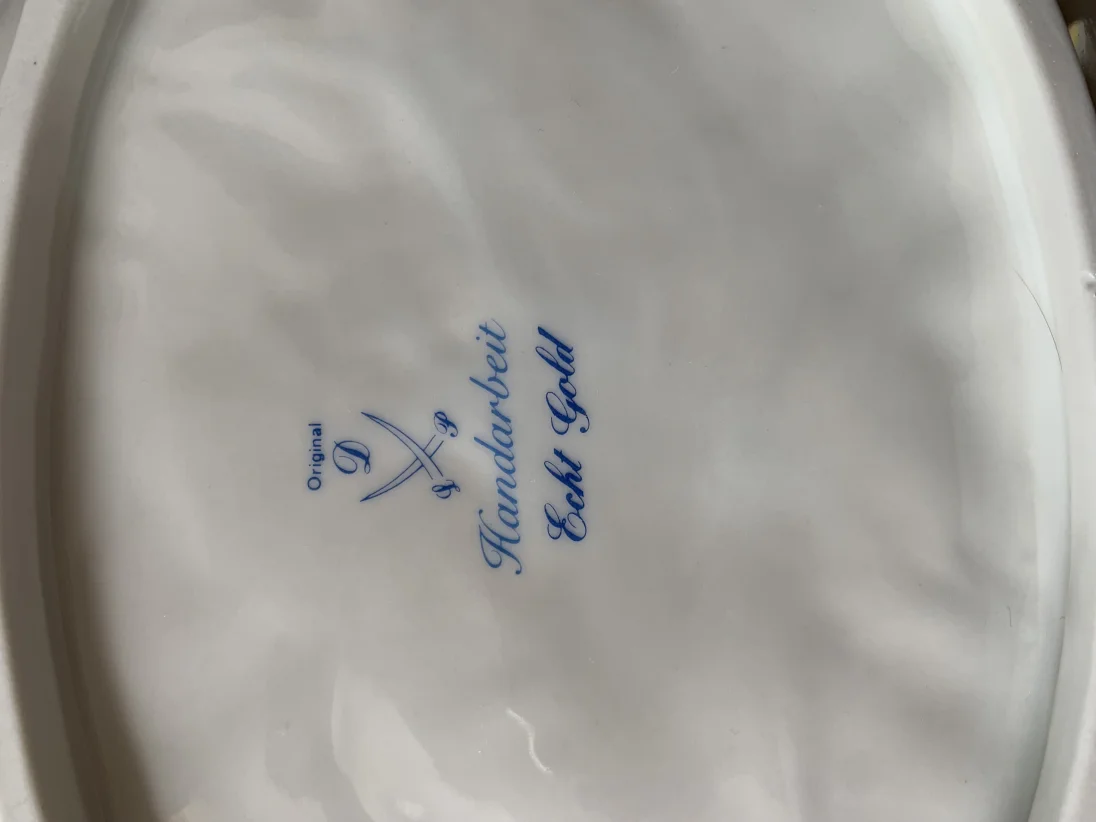 Original
D
L P
Handarbeit
Echt Gold